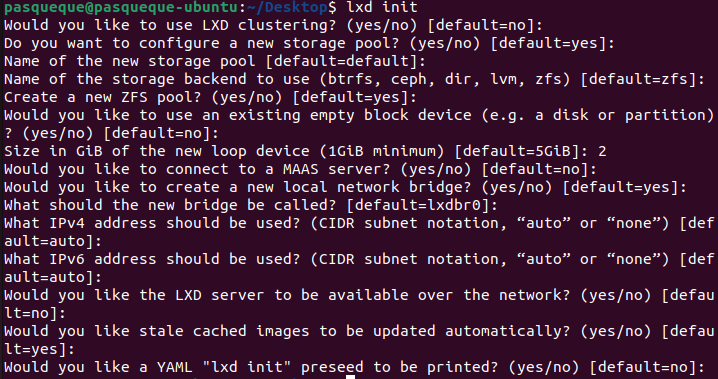 pasqueque@pasqueque-ubuntu:~/Desktop$ lxd init
Would you like to use LXD clustering? (yes/no) [default=no]:
Do you want to configure a new storage pool? (yes/no) [default=yes]:
Name of the new storage pool [default=default]:
Name of the storage backend to use (btrfs, ceph, dir, lvm, zfs) [default=zfs]:
Create a new ZFS pool? (yes/no) [default=yes]:
Would you like to use an existing empty block device (e.g. a disk or partition)
? (yes/no) [default=no]:
Size in GiB of the new loop device (1GiB minimum) [default=5GiB]: 2
Would you like to connect to a MAAS server? (yes/no) [default=no]:
Would you like to create a new local network bridge? (yes/no) [default=yes]:
What should the new bridge be called? [default=lxdbr0]:
What IPv4 address should be used? (CIDR subnet notation, “auto” or “none”) [def
ault=auto]:
What IPv6 address should be used? (CIDR subnet notation, “auto” or “none”) [def
ault=auto]:
Would you like the LXD server to be available over the network? (yes/no) [defau
lt=no]:
Would you like stale cached images to be updated automatically? (yes/no) [defau
lt=yes]:
Would you like a YAML "lxd init" preseed to be printed? (yes/no) [default=no]: